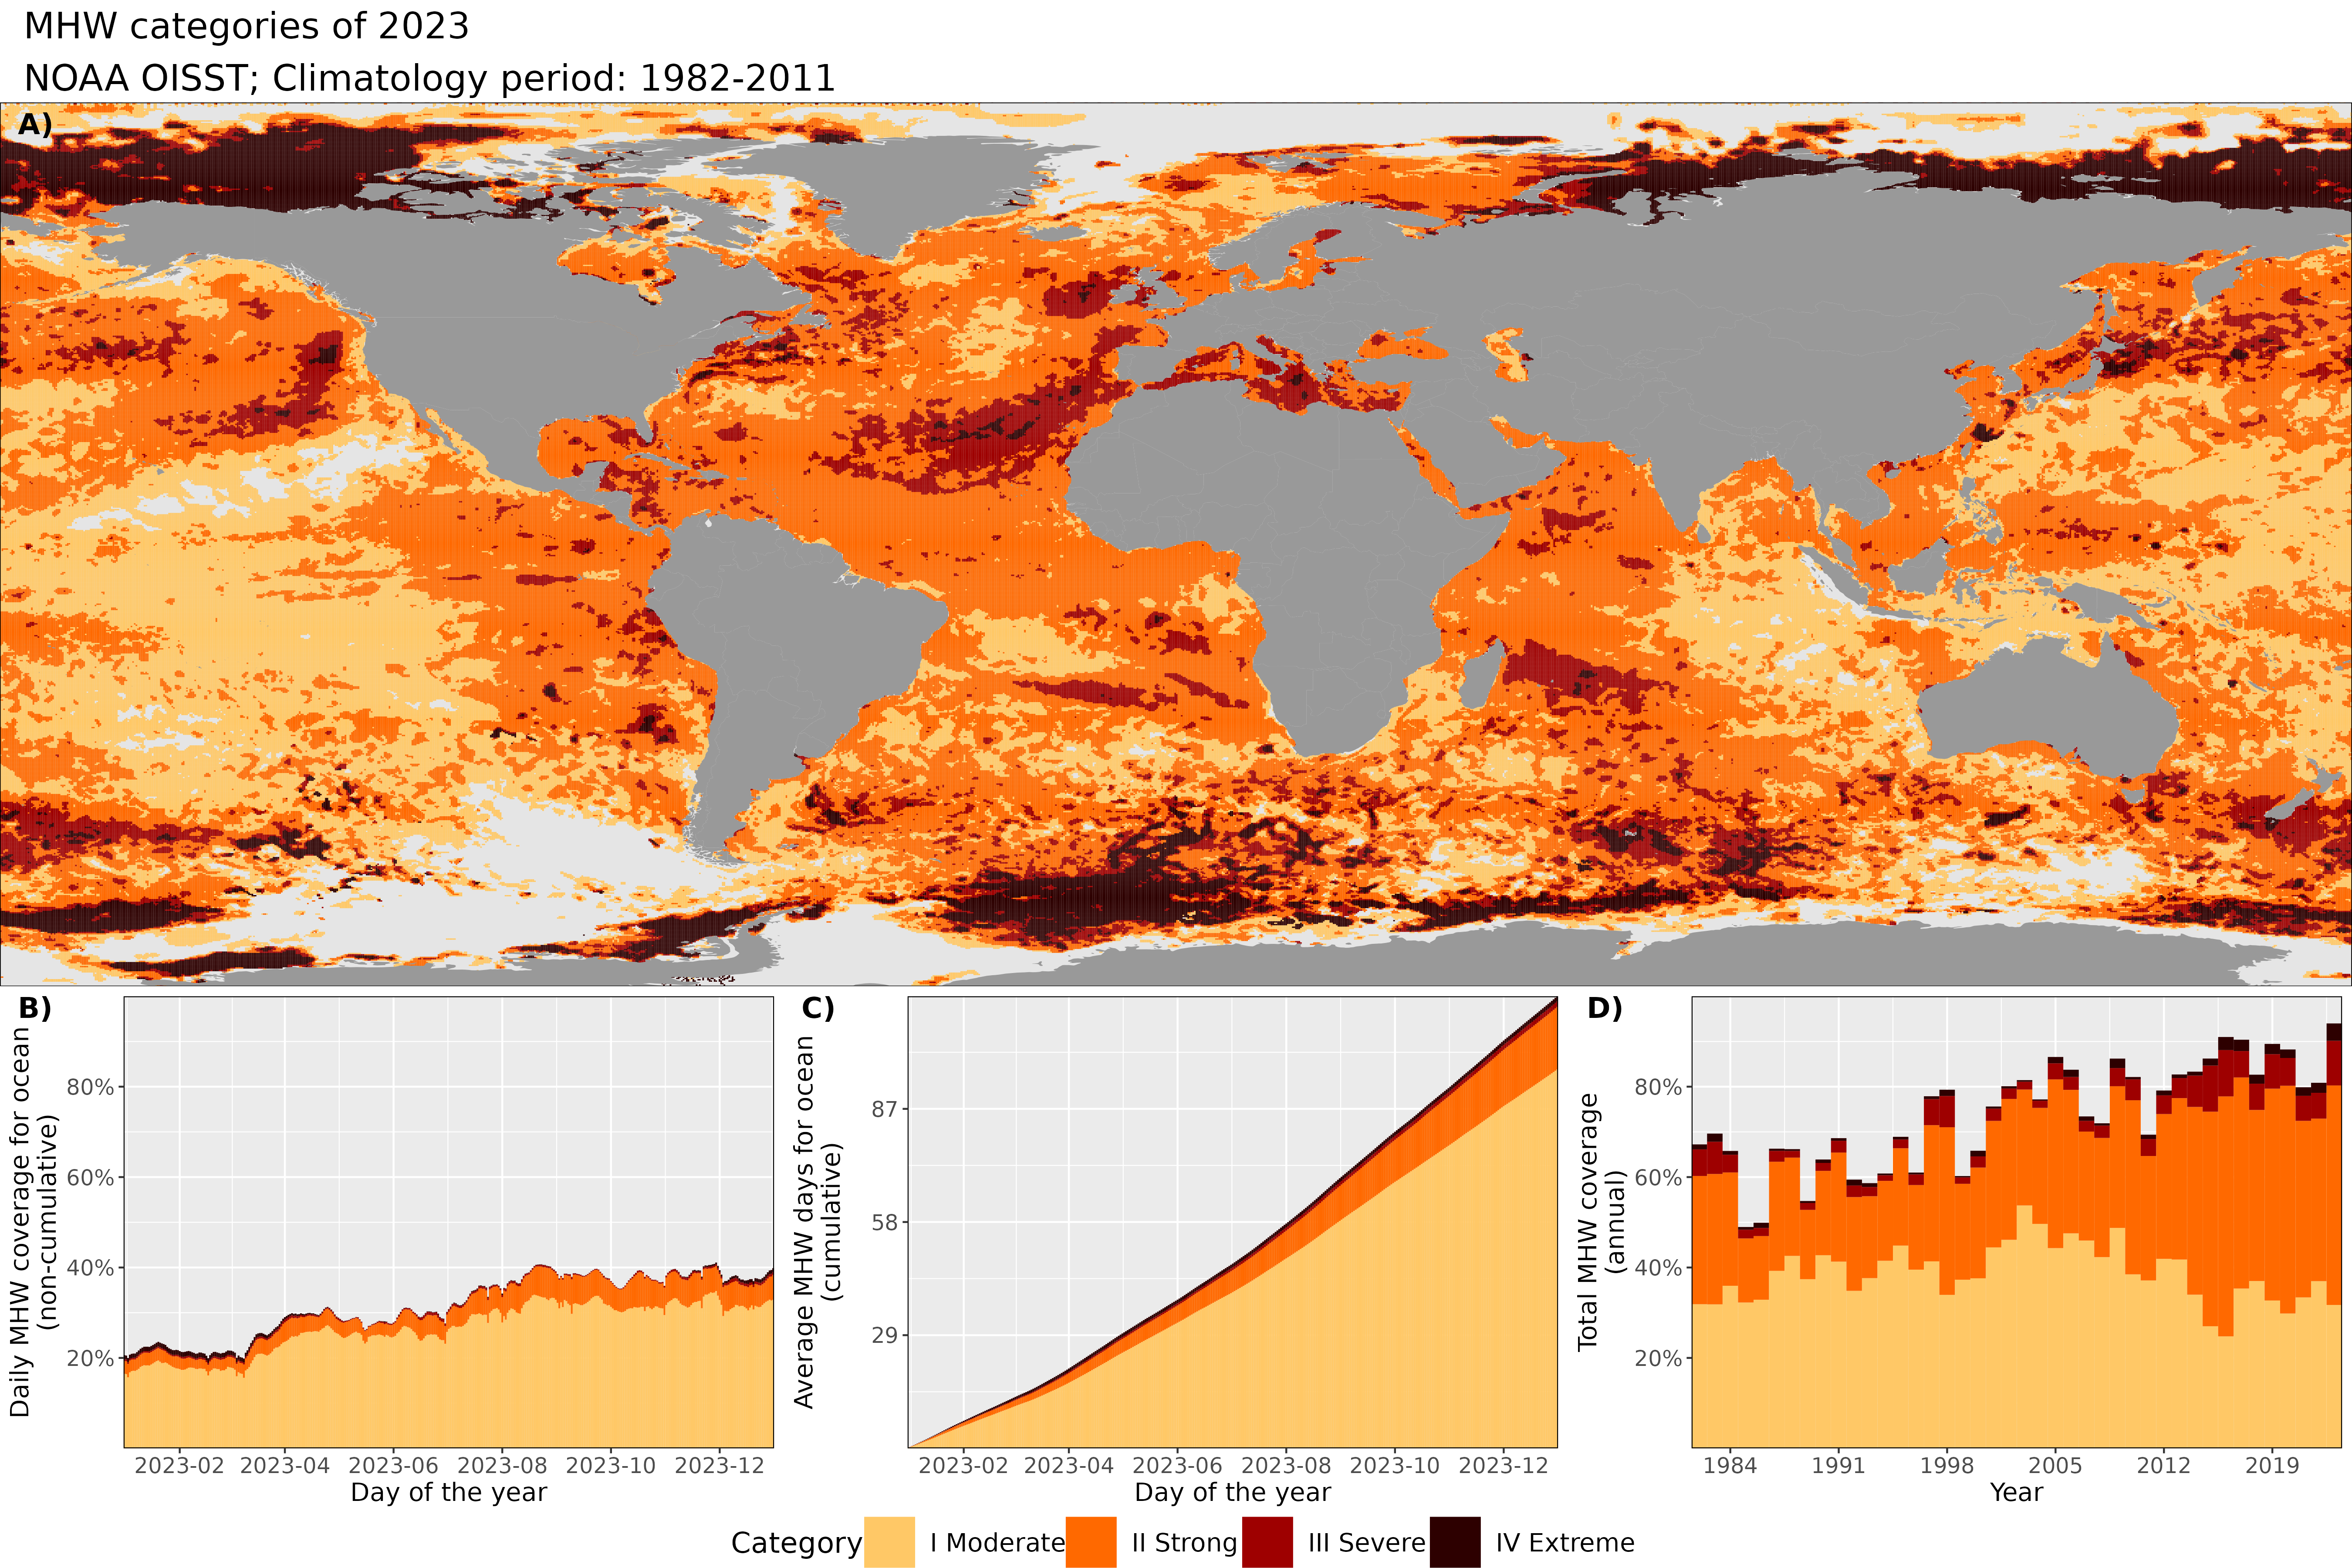 MHW categories of 2023
NOAA OISST; Climatology period: 1982-2011
A)
B)
Daily MHW coverage for ocean
(non-cumulative)
80%
60%
40%
20%
2023-02 2023-04 2023-06 2023-08 2023-10 2023-12
Day of the year
C)
Average MHW days for ocean
(cumulative)
87
58
29
2023-02 2023-04 2023-06 2023-08 2023-10 2023-12
Day of the year
D)
Total MHW coverage
(annual)
80%
60%
40%
20%
1984 1991 1998 2005 2012 2019
Year
Category I Moderate II Strong III Severe IV Extreme